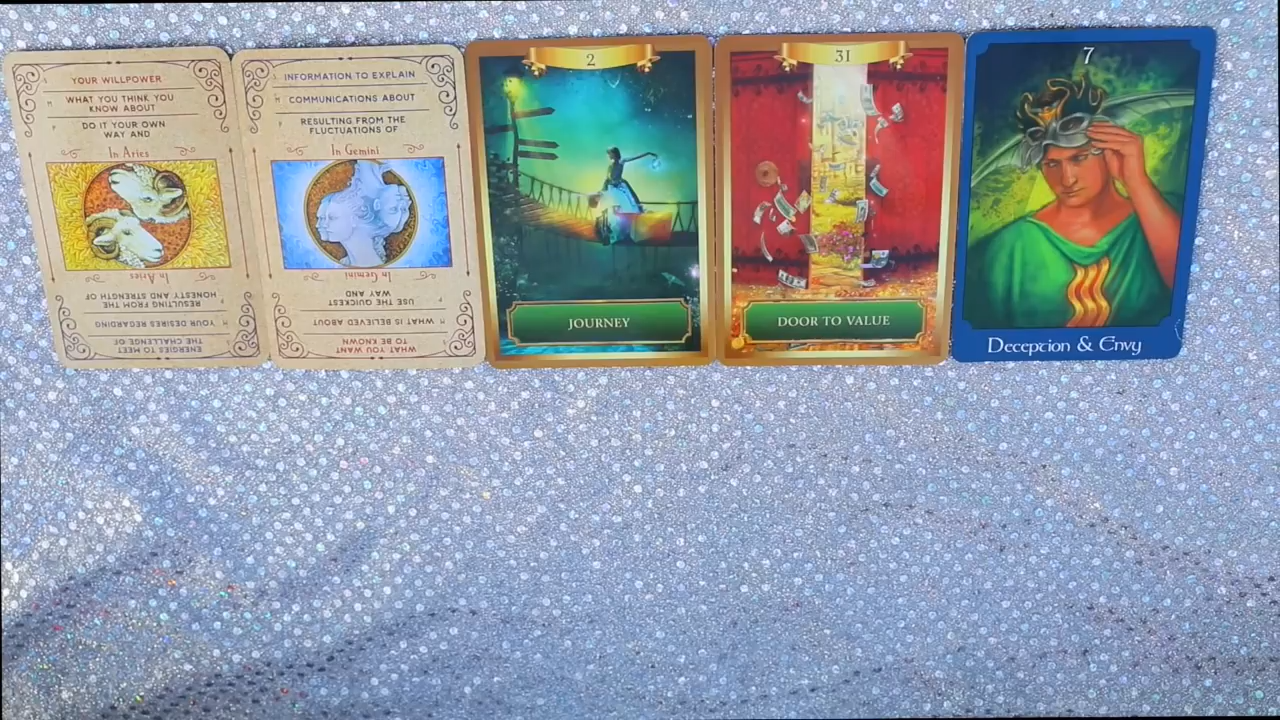 YOUR WILLPOWER
WHAT YOU THINK YOU
KNOW ABOUT
DO IT YOUR OWN
WAY AND
In Aries
In Aries
RESULTING FROM THE
HONESTY AND STRENGTH OF
YOUR DESIRES REGARDING
ENERGIES TO MEET
THE CHALLENGE OF
INFORMATION TO EXPLAIN
COMMUNICATIONS ABOUT
RESULTING FROM THE
FLUCTUATIONS OF
In Gemini
In Gemini
USE THE QUICKEST
WAY AND
WHAT IS BELIEVED ABOUT
WHAT YOU WANT
TO BE KNOWN
2
JOURNEY
31
DOOR TO VALUE
7
Deception & Envy